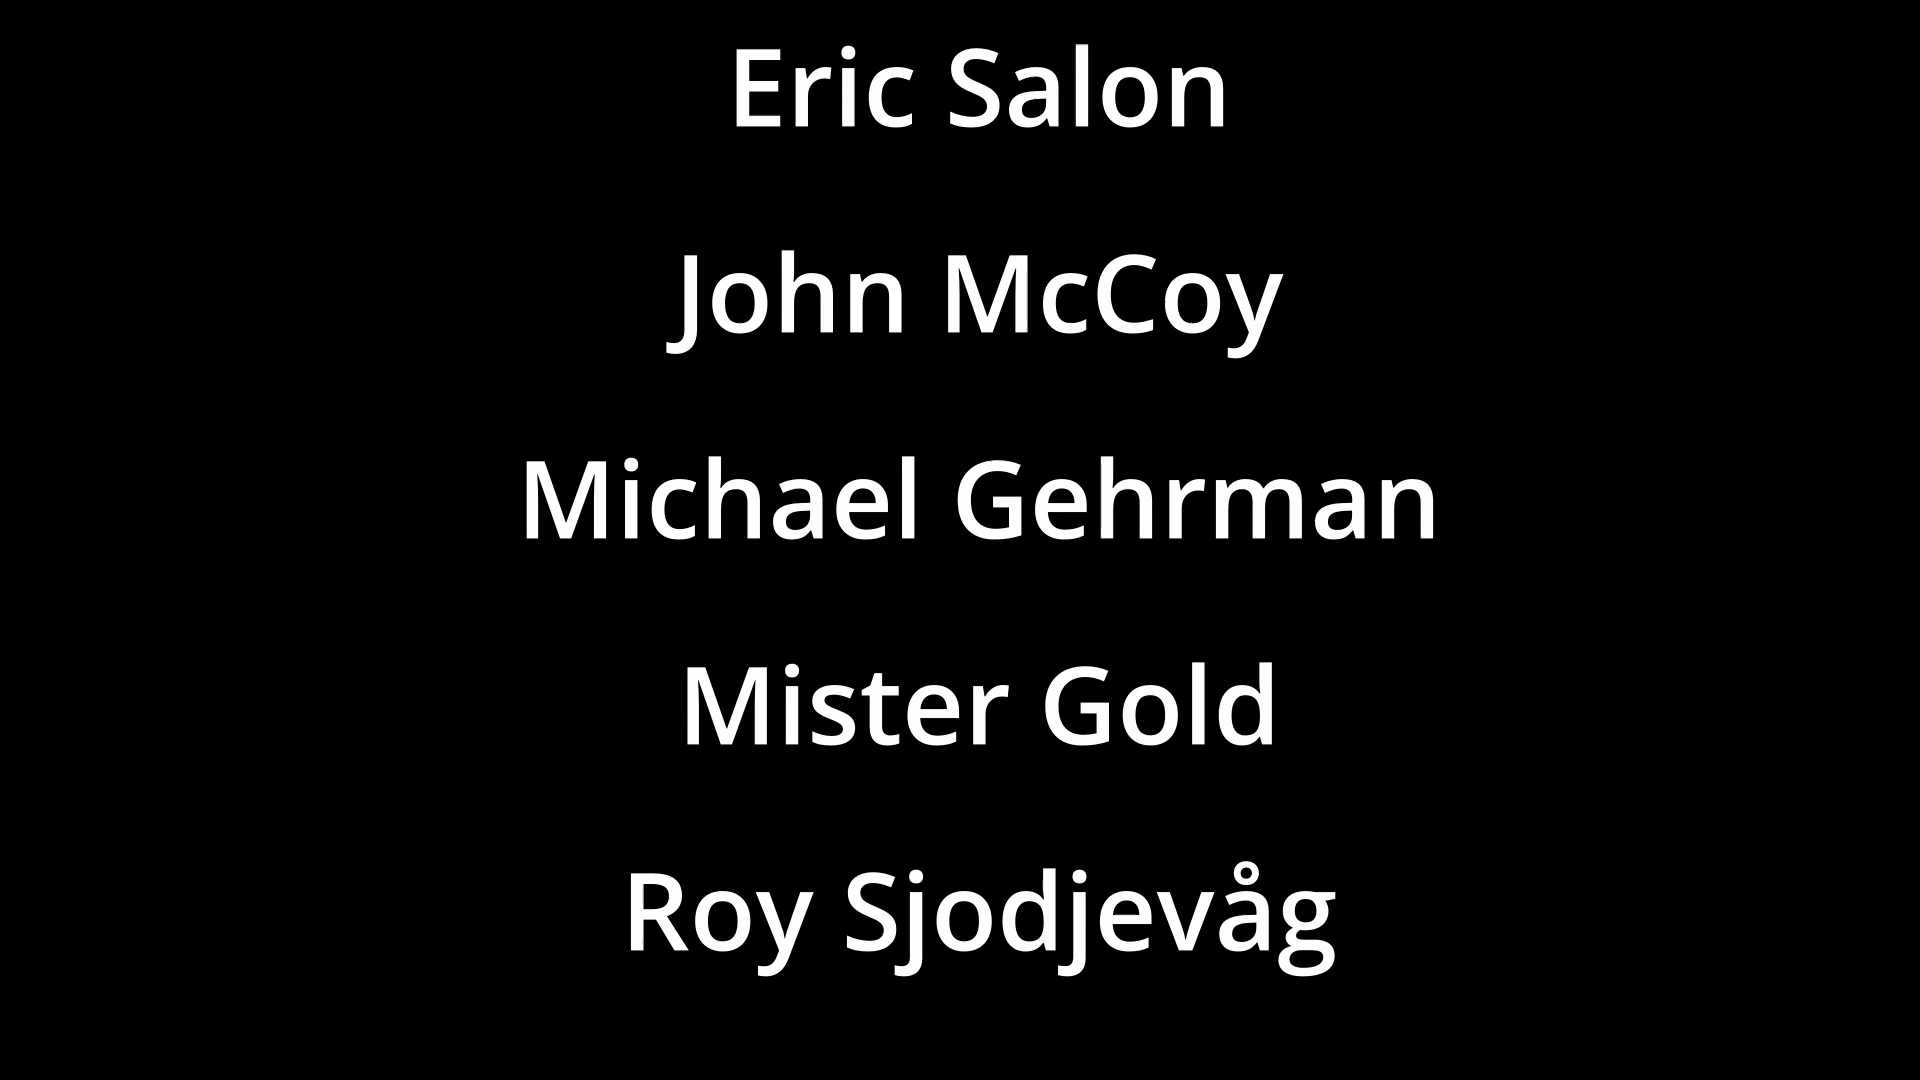 Eric Salon
John McCoy
Michael Gehrman
Mister Gold
Roy Sjodjevåg